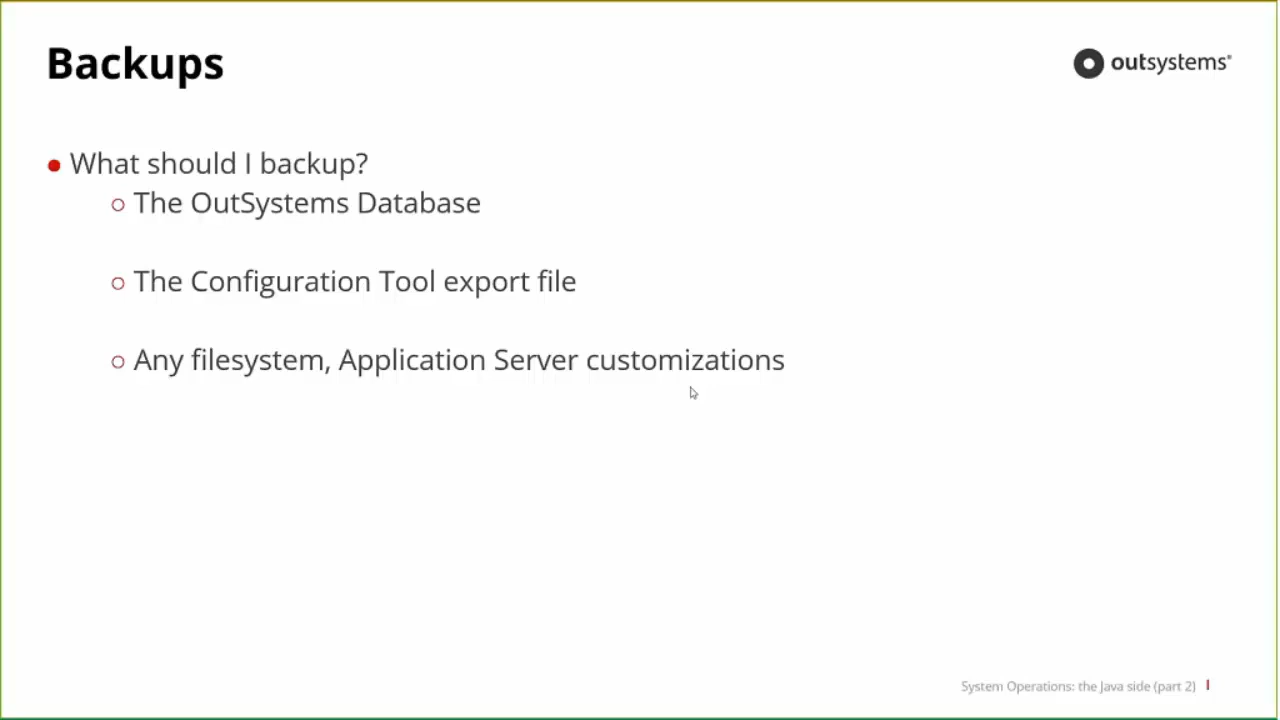 Backups
outsystems®
● What should I backup?
○ The OutSystems Database
○ The Configuration Tool export file
○ Any filesystem, Application Server customizations
System Operations: the Java side (part 2)